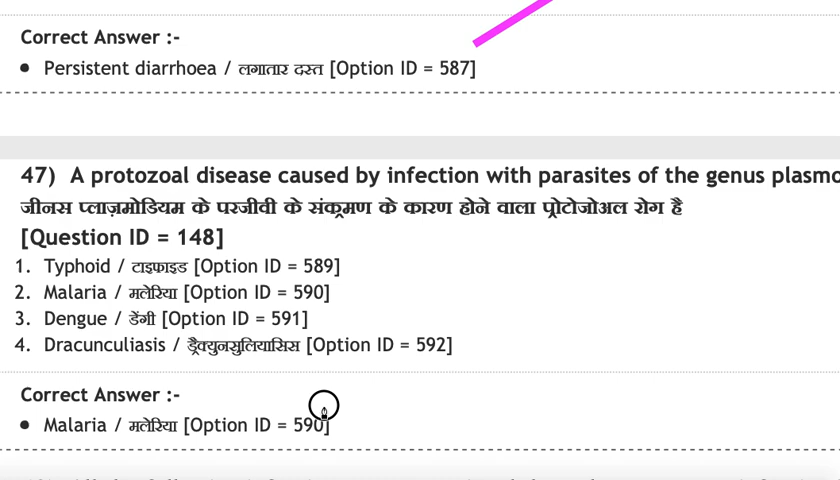 Correct Answer :-
● Persistent diarrhoea / लगातार दस्त [Option ID = 587]
47) A protozoal disease caused by infection with parasites of the genus plasmo
जीनस प्लाज़मोडियम के परजीवी के संक्रमण के कारण होने वाला प्रोटोजोअल रोग है
[Question ID = 148]
1. Typhoid / टाइफाइड [Option ID = 589]
2. Malaria / मलेरिया [Option ID = 590]
3. Dengue / डेंगी [Option ID = 591]
4. Dracunculiasis / ड्रैक्युनसुलियासिस [Option ID = 592]
Correct Answer :-
● Malaria / मलेरिया [Option ID = 590]